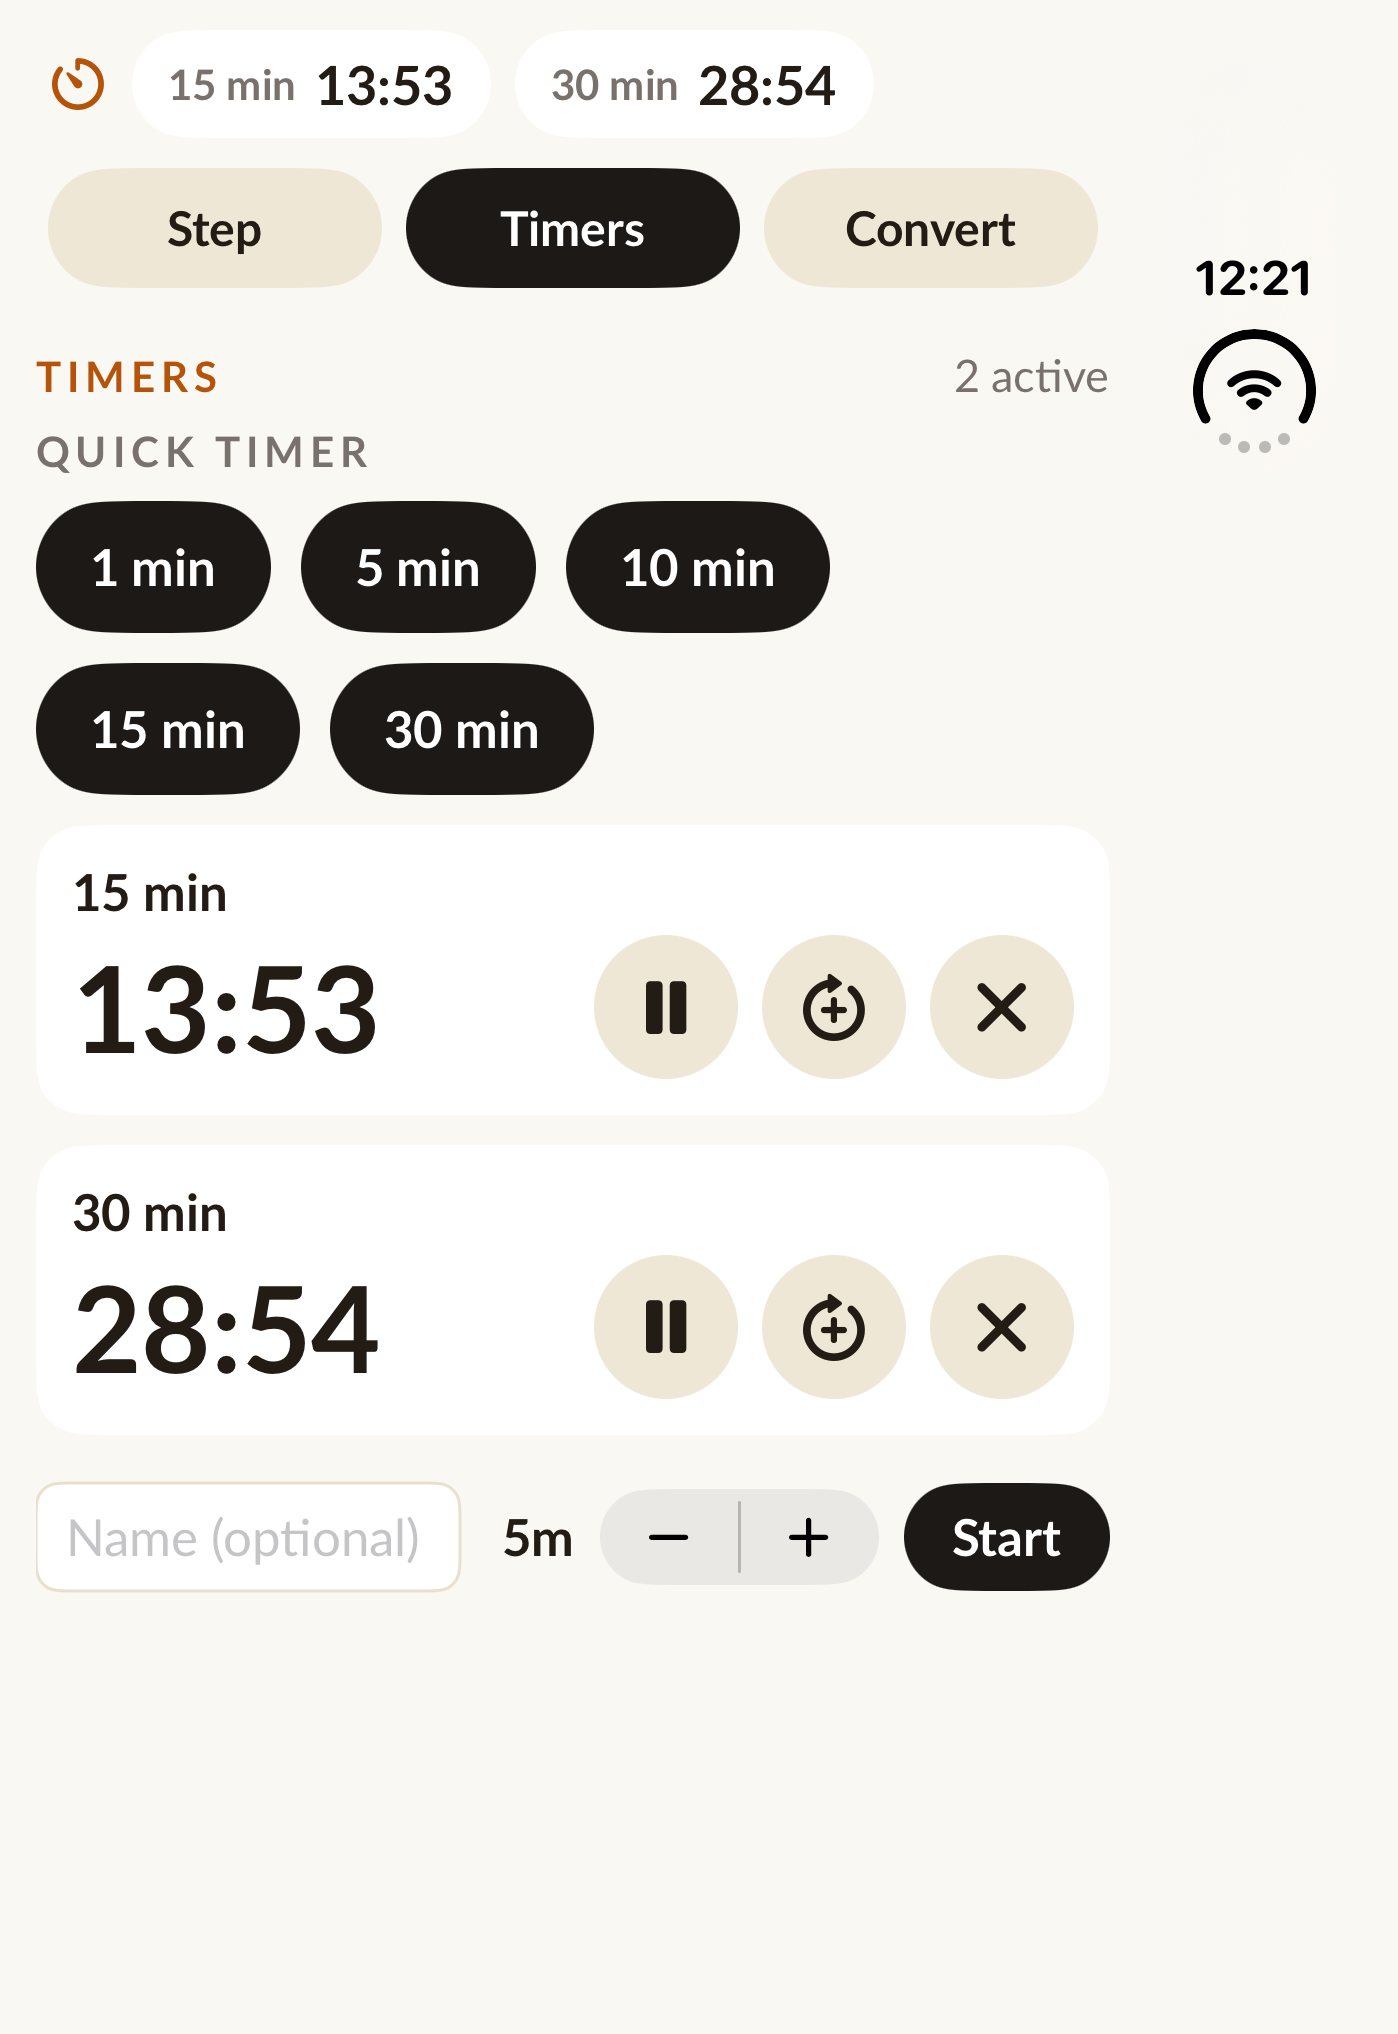 15 min 13:53 30 min 28:54
Step Timers Convert
12:21
TIMERS 2 active
QUICK TIMER
1 min 5 min 10 min
15 min 30 min
15 min
13:53
30 min
28:54
Name (optional) 5m Start